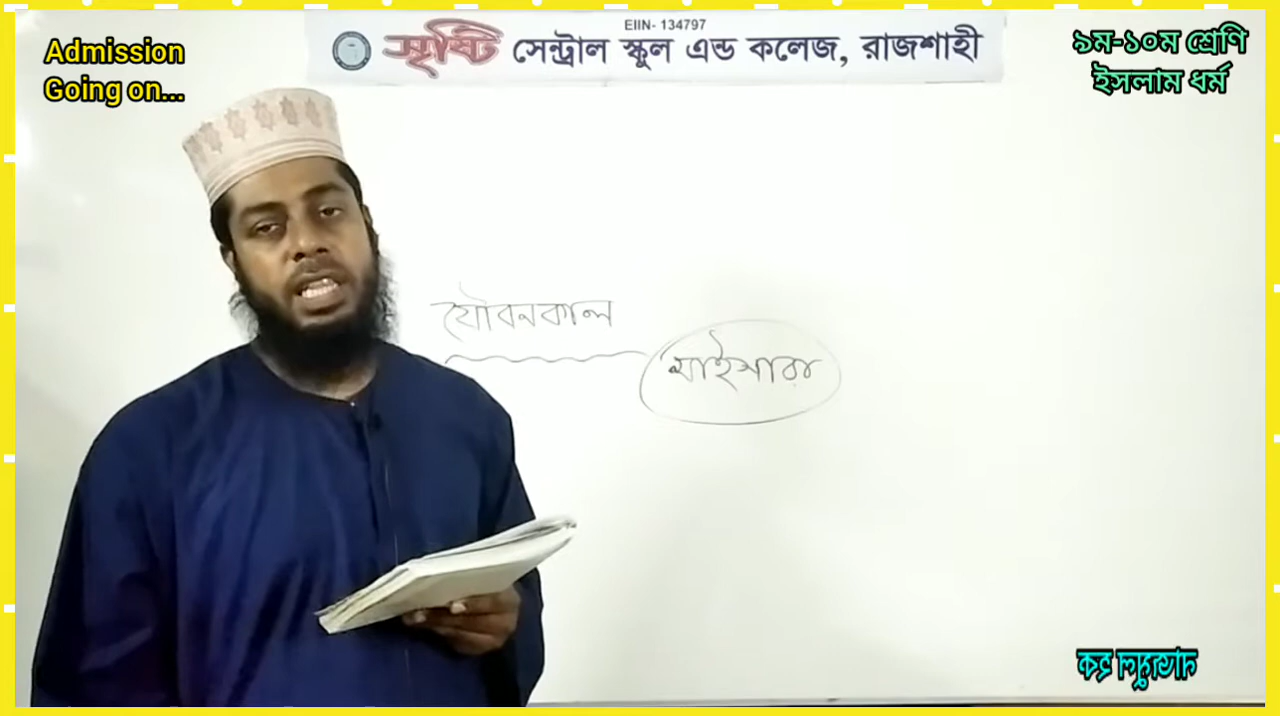 Admission
Going on...
EIIN- 134797
সৃষ্টি সেন্ট্রাল স্কুল এন্ড কলেজ, রাজশাহী
৯ম-১০ম শ্রেণি
ইসলাম ধর্ম
যৌবনকাল
মাইসারা